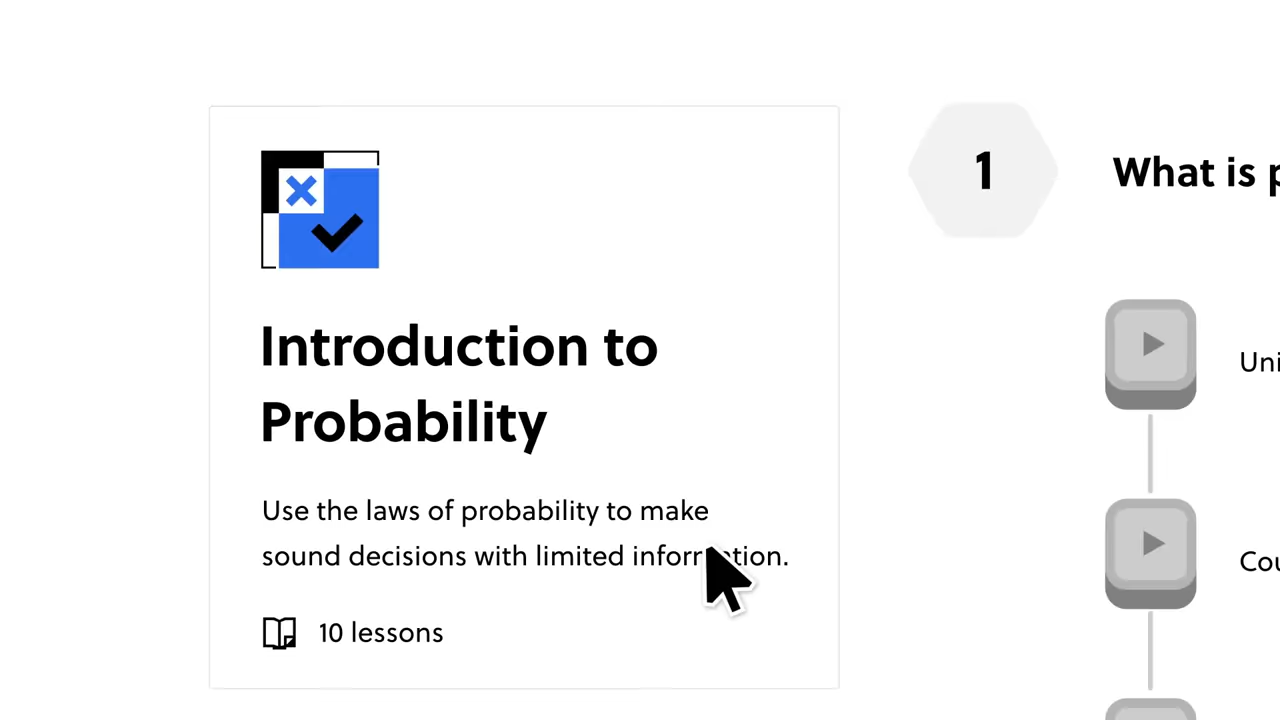 Introduction to
Probability
Use the laws of probability to make
sound decisions with limited information.
10 lessons
1
What is